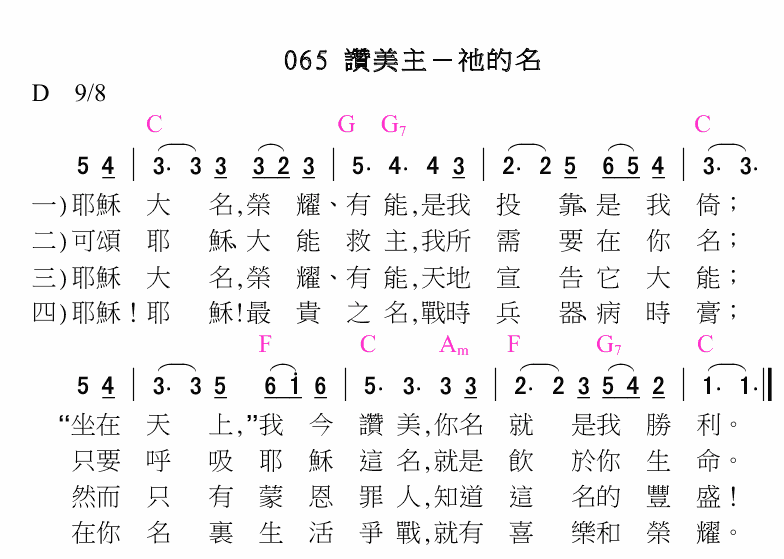 065 讚美主－祂的名
D 9/8
C G G7 C
5 4 | 3· 3 3 3 2 3 | 5· 4· 4 3 | 2· 2 5 6 5 4 | 3· 3·
一)耶穌 大 名,榮 耀、有 能,是我 投 靠、是 我 倚；
二)可頌 耶 穌、大 能 救 主,我所 需 要 在 你 名；
三)耶穌 大 名,榮 耀、有 能,天地 宣 告 它 大 能；
四)耶穌！耶 穌!最 貴 之 名,戰時 兵 器、病 時 膏；
F C Am F G7 C
5 4 | 3· 3 5 6 i 6 | 5· 3· 3 3 | 2· 2 3 5 4 2 | 1· 1· ‖
“坐在 天 上,”我 今 讚 美,你名 就 是我 勝 利。
只要 呼 吸 耶 穌 這 名,就是 飲 於你 生 命。
然而 只 有 蒙 恩 罪 人,知道 這 名的 豐 盛！
在你 名 裏 生 活 爭 戰,就有 喜 樂和 榮 耀。